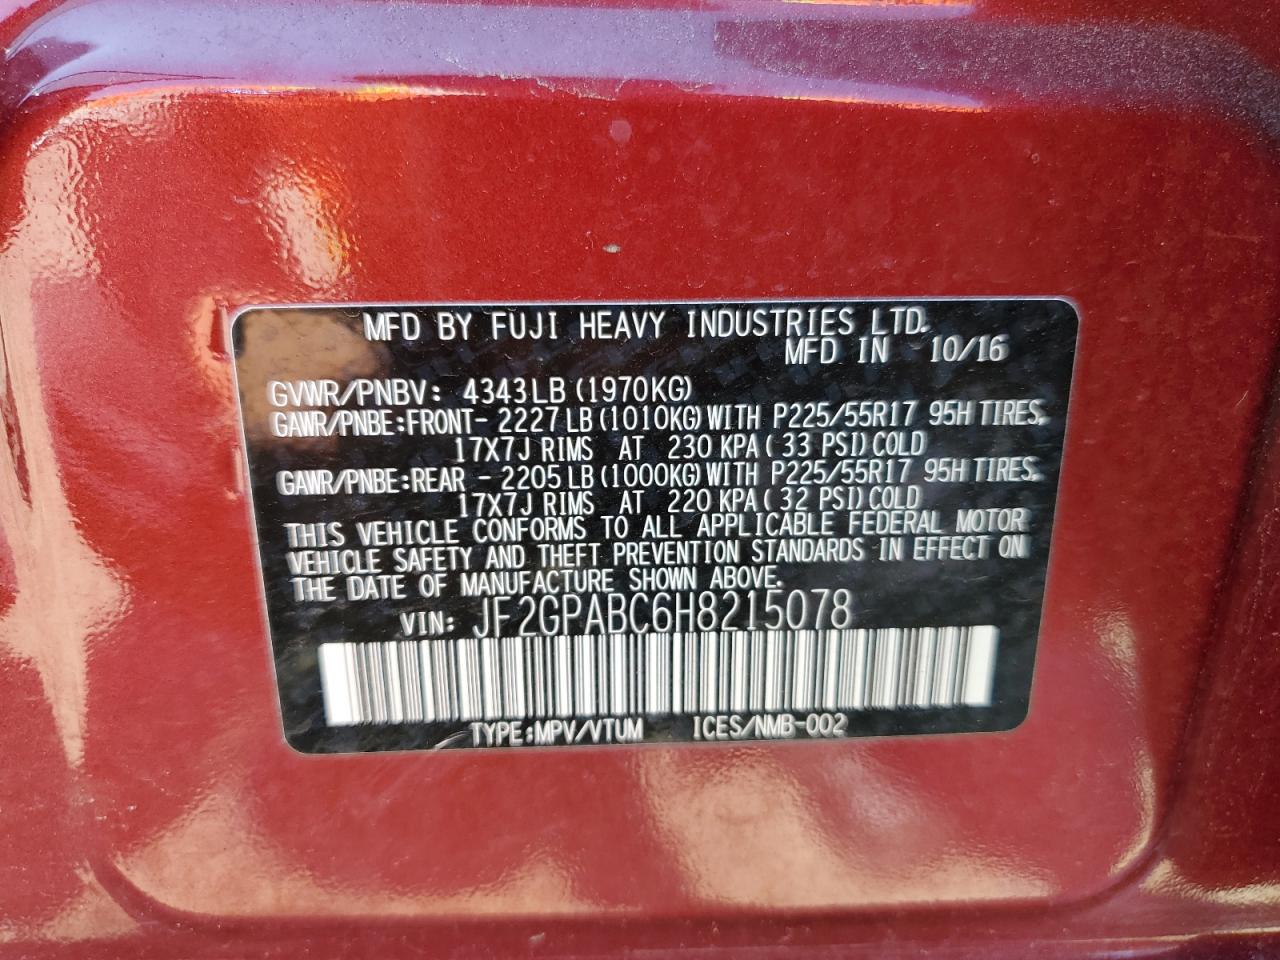 MFD BY FUJI HEAVY INDUSTRIES LTD.
MFD IN 10/16
GVWR/PNBV: 4343LB (1970KG)
GAWR/PNBE:FRONT- 2227 LB (1010KG) WITH P225/55R17 95H TIRES,
17X7J RIMS AT 230 KPA ( 33 PSI) COLD
GAWR/PNBE:REAR - 2205 LB (1000KG) WITH P225/55R17 95H TIRES,
17X7J RIMS AT 220 KPA ( 32 PSI) COLD
THIS VEHICLE CONFORMS TO ALL APPLICABLE FEDERAL MOTOR
VEHICLE SAFETY AND THEFT PREVENTION STANDARDS IN EFFECT ON
THE DATE OF MANUFACTURE SHOWN ABOVE.
VIN: JF2GPABC6H8215078
TYPE:MPV/VTUM ICES/NMB-002